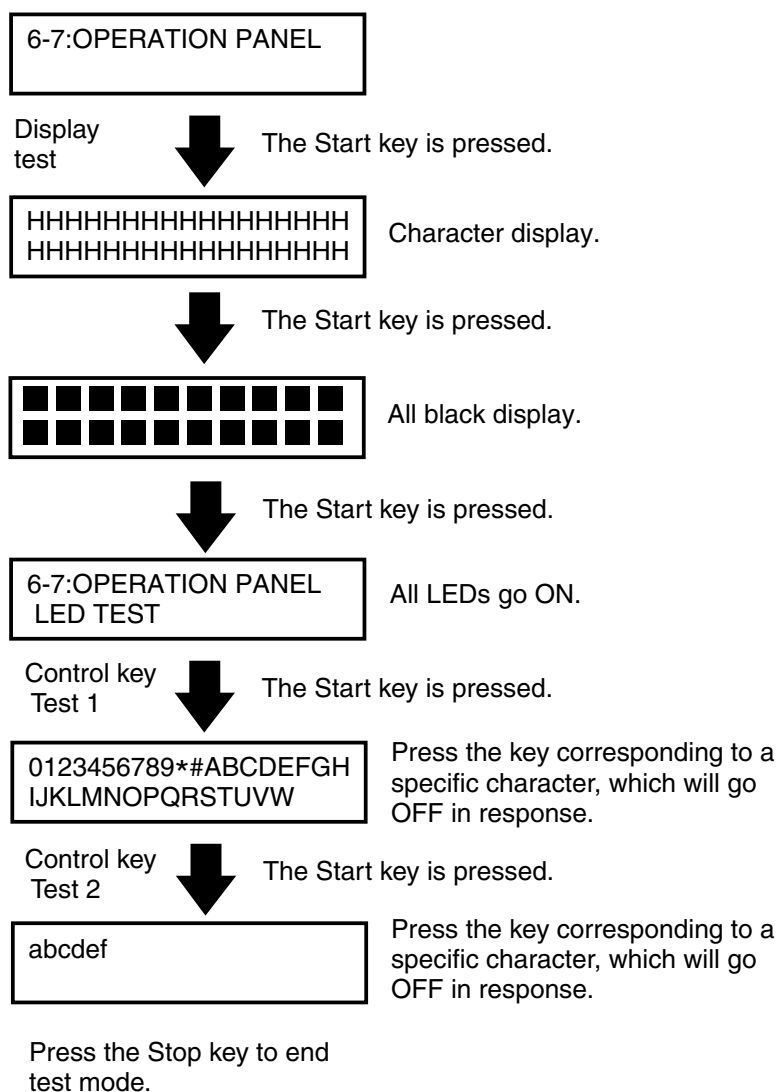 6-7:OPERATION PANEL
Display
test
The Start key is pressed.
HHHHHHHHHHHHHHHHH
HHHHHHHHHHHHHHHHH
Character display.
The Start key is pressed.
All black display.
The Start key is pressed.
6-7:OPERATION PANEL
LED TEST
All LEDs go ON.
Control key
Test 1
The Start key is pressed.
0123456789*#ABCDEFGH
IJKLMNOPQRSTUVW
Press the key corresponding to a
specific character, which will go
OFF in response.
Control key
Test 2
The Start key is pressed.
abcdef
Press the key corresponding to a
specific character, which will go
OFF in response.
Press the Stop key to end
test mode.